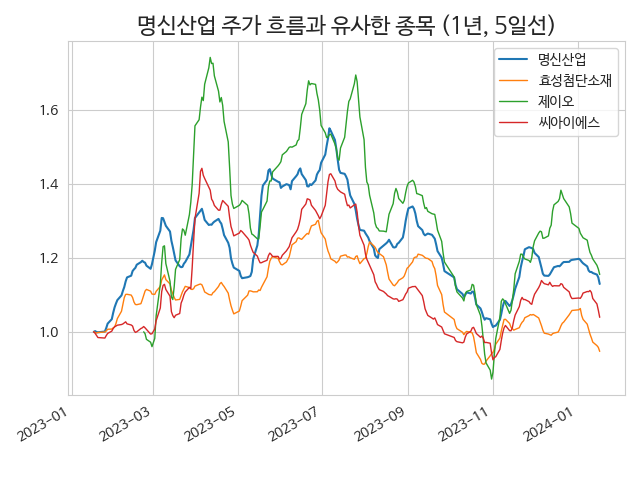 명신산업 주가 흐름과 유사한 종목 (1년, 5일선)
명신산업
효성첨단소재
제이오
씨아이에스
1.6
1.4
1.2
1.0
2023-01
2023-03
2023-05
2023-07
2023-09
2023-11
2024-01